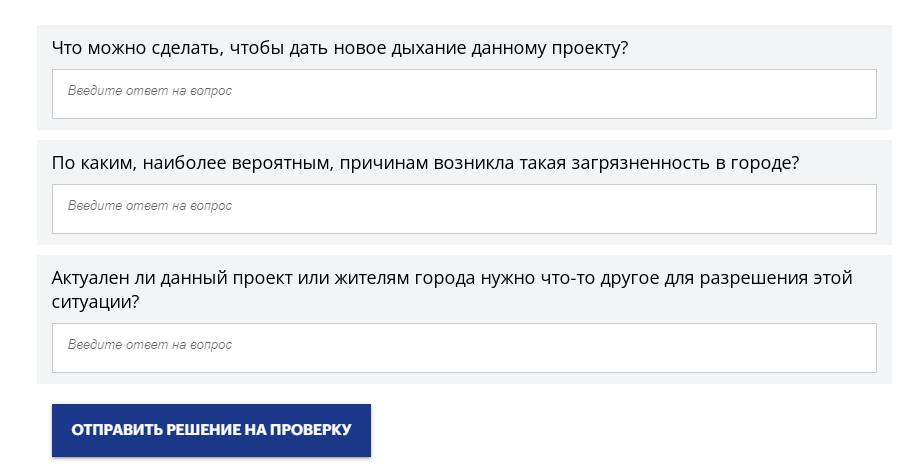 Что можно сделать, чтобы дать новое дыхание данному проекту?
Введите ответ на вопрос
По каким, наиболее вероятным, причинам возникла такая загрязненность в городе?
Введите ответ на вопрос
Актуален ли данный проект или жителям города нужно что-то другое для разрешения этой
ситуации?
Введите ответ на вопрос
ОТПРАВИТЬ РЕШЕНИЕ НА ПРОВЕРКУ